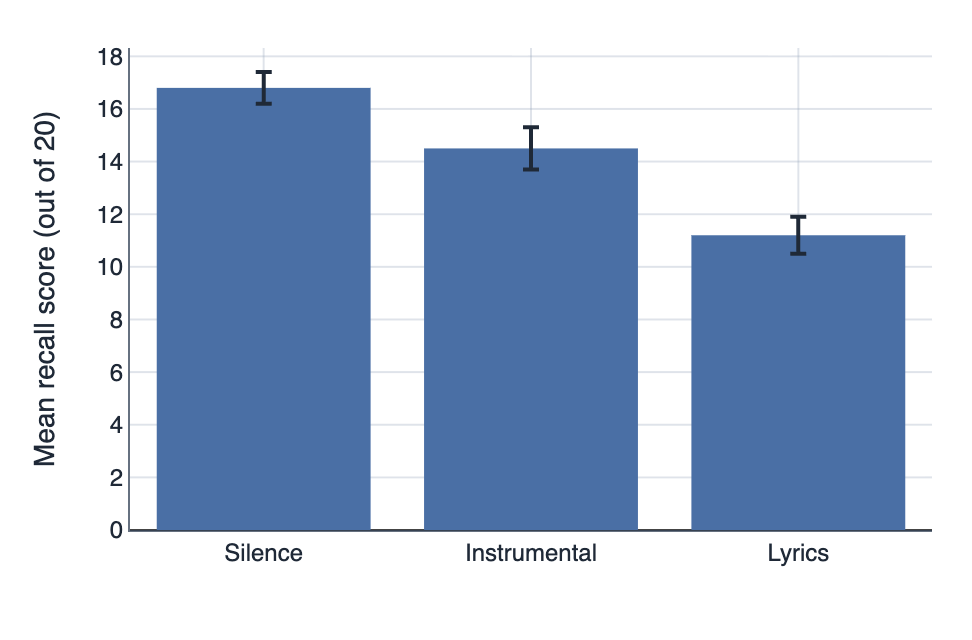 Mean recall score (out of 20)
18
16
14
12
10
8
6
4
2
0
Silence
Instrumental
Lyrics